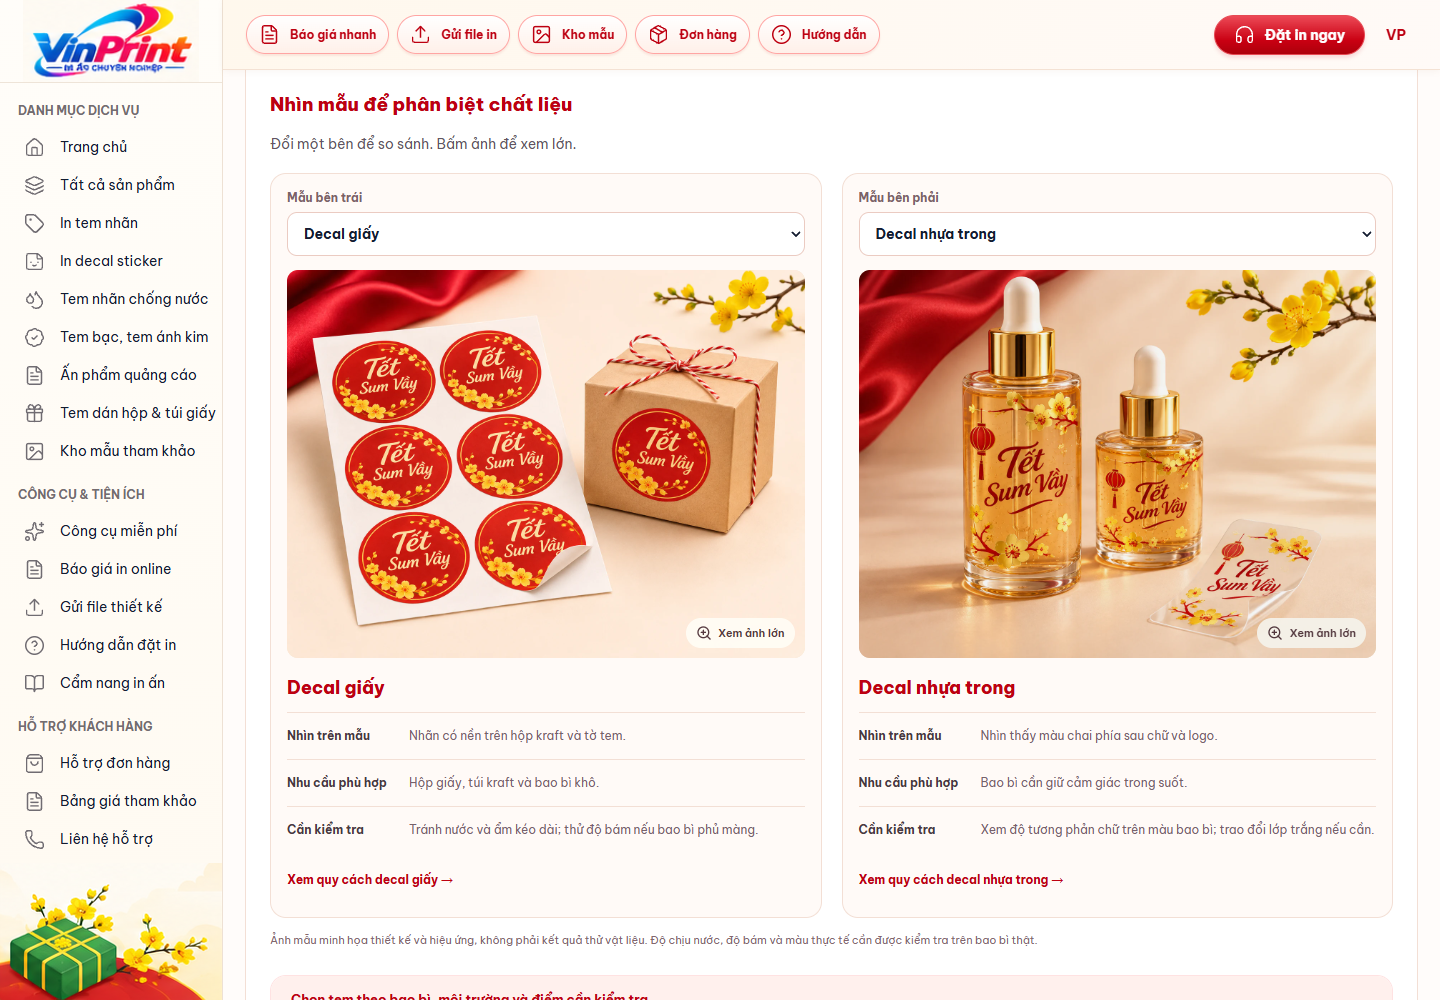 VinPrint
IN ẤN CHUYÊN NGHIỆP
Báo giá nhanh
Gửi file in
Kho mẫu
Đơn hàng
Hướng dẫn
Đặt in ngay
VP
DANH MỤC DỊCH VỤ
Trang chủ
Tất cả sản phẩm
In tem nhãn
In decal sticker
Tem nhãn chống nước
Tem bạc, tem ánh kim
Ấn phẩm quảng cáo
Tem dán hộp & túi giấy
Kho mẫu tham khảo
CÔNG CỤ & TIỆN ÍCH
Công cụ miễn phí
Báo giá in online
Gửi file thiết kế
Hướng dẫn đặt in
Cẩm nang in ấn
HỖ TRỢ KHÁCH HÀNG
Hỗ trợ đơn hàng
Bảng giá tham khảo
Liên hệ hỗ trợ
Nhìn mẫu để phân biệt chất liệu
Đổi một bên để so sánh. Bấm ảnh để xem lớn.
Mẫu bên trái
Decal giấy
Tết
Sum Vầy
Tết
Sum Vầy
Tết
Sum Vầy
Tết
Sum Vầy
Tết
Sum Vầy
Tết
Sum Vầy
Tết
Sum Vầy
Xem ảnh lớn
Decal giấy
Nhìn trên mẫu Nhãn có nền trên hộp kraft và tờ tem.
Nhu cầu phù hợp Hộp giấy, túi kraft và bao bì khô.
Cần kiểm tra Tránh nước và ẩm kéo dài; thử độ bám nếu bao bì phủ màng.
Xem quy cách decal giấy →
Mẫu bên phải
Decal nhựa trong
Tết
Sum Vầy
Tết
Sum Vầy
Tết
Sum Vầy
Xem ảnh lớn
Decal nhựa trong
Nhìn trên mẫu Nhìn thấy màu chai phía sau chữ và logo.
Nhu cầu phù hợp Bao bì cần giữ cảm giác trong suốt.
Cần kiểm tra Xem độ tương phản chữ trên màu bao bì; trao đổi lớp trắng nếu cần.
Xem quy cách decal nhựa trong →
Ảnh mẫu minh họa thiết kế và hiệu ứng, không phải kết quả thử vật liệu. Độ chịu nước, độ bám và màu thực tế cần được kiểm tra trên bao bì thật.
Chọn tem theo bao bì, môi trường và điểm cần kiểm tra